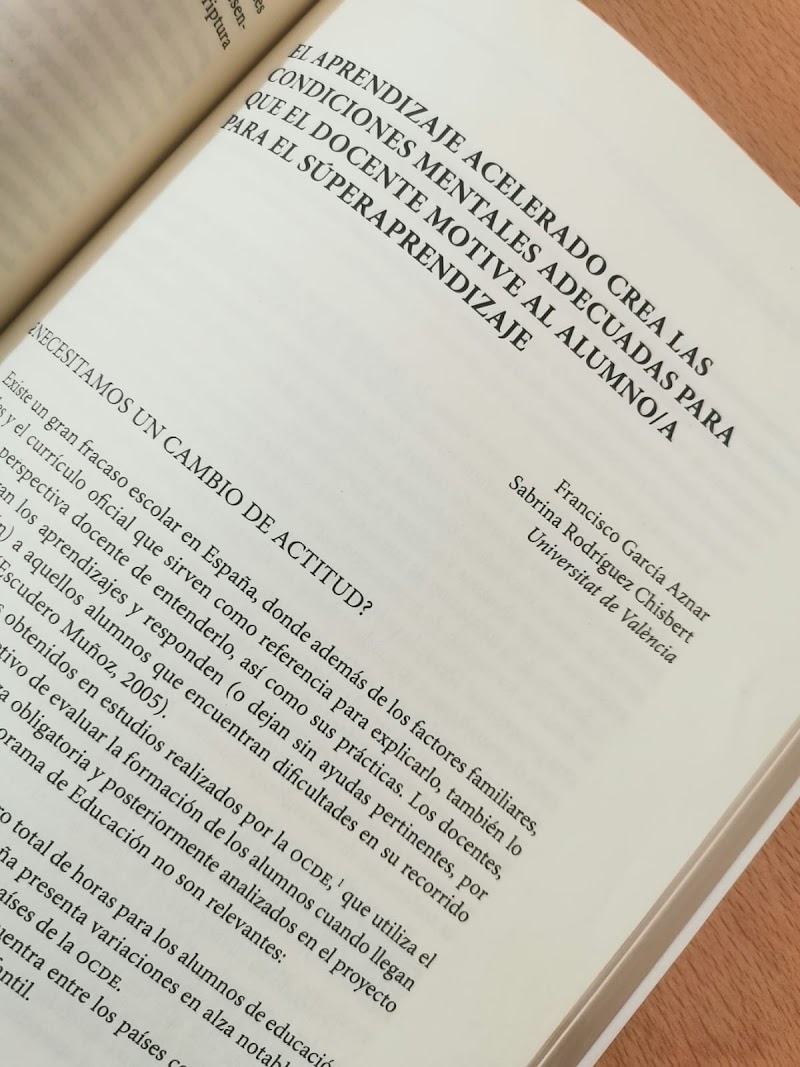 EL APRENDIZAJE ACELERADO CREA LAS
CONDICIONES MENTALES ADECUADAS PARA
QUE EL DOCENTE MOTIVE AL ALUMNO/A
PARA EL SÚPERAPRENDIZAJE
Francisco García Aznar
Sabrina Rodríguez Chisbert
Universitat de València
¿NECESITAMOS UN CAMBIO DE ACTITUD?
Existe un gran fracaso escolar en España, donde además de los factores familiares,
y el currículo oficial que sirven como referencia para explicarlo, también lo
perspectiva docente de entenderlo, así como sus prácticas. Los docentes,
los aprendizajes y responden (o dejan sin ayudas pertinentes, por
a aquellos alumnos que encuentran dificultades en su recorrido
(Escudero Muñoz, 2005).
obtenidos en estudios realizados por la OCDE,¹ que utiliza el
de evaluar la formación de los alumnos cuando llegan
obligatoria y posteriormente analizados en el proyecto
orama de Educación no son relevantes:
total de horas para los alumnos de educació
presenta variaciones en alza notabl
aíses de la OCDE.
uentra entre los países